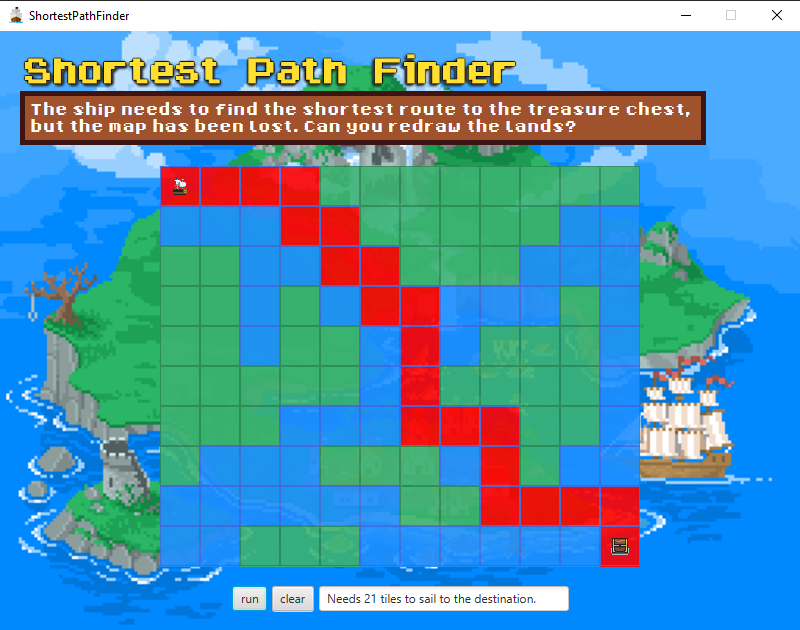 ShortestPathFinder
Shortest Path Finder
The ship needs to find the shortest route to the treasure chest,
but the map has been lost. Can you redraw the lands?
run clear Needs 21 tiles to sail to the destination.